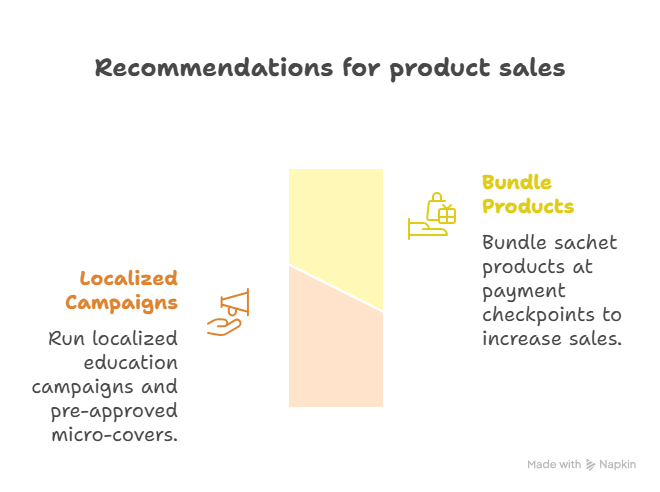 Recommendations for product sales
Bundle
Products
Bundle sachet
products at
payment
checkpoints to
increase sales.
Localized
Campaigns
Run localized
education
campaigns and
pre-approved
micro-covers.
Made with Napkin